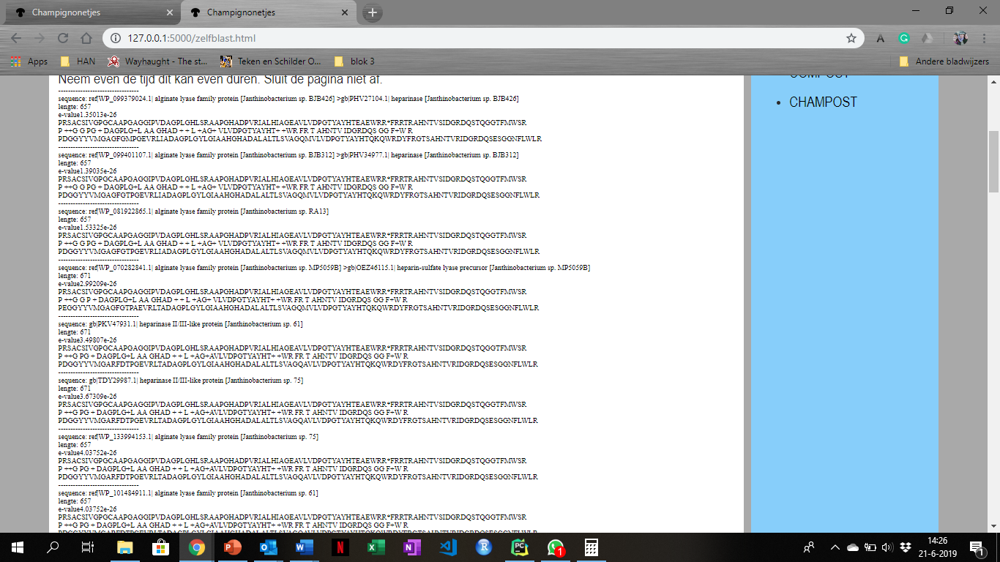 Champignonetjes
Champignonetjes
127.0.0.1:5000/zelfblast.html
Apps
HAN
Wayhaught - The st...
Teken en Schilder O...
blok 3
Andere bladwijzers
Neem even de tijd dit kan even duren. Sluit de pagina niet af.
---------------------------------
sequence: ref|WP_099379024.1| alginate lyase family protein [Janthinobacterium sp. BJB426] >gb|PHV27104.1| heparinase [Janthinobacterium sp. BJB426]
lengte: 657
e-value1.35013e-26
PRSACSIVGPGCAAPGAGGIPVDAGPLGHLSRAAPGHADPVRIALHIAGEAVLVDPGTYAYHTEAEWRR*FRRTRAHNTVSIDGRDQSTQGGTFMWSR
P ++G G PG + DAGPLG+L AA GHAD + + L +AG+ VLVDPGTYAYHT+ +WR FR T AHNTV IDGRDQS GG F+W R
PDGGYYVMGAGFGMPGEVRLIADAGPLGYLGIAAHGHADALALTLSVAGQMVLVDPGTYAYHTQKQWRDYFRGTSAHNTVRIDGRDQSESGGNFLWLR
---------------------------------
sequence: ref|WP_099401107.1| alginate lyase family protein [Janthinobacterium sp. BJB312] >gb|PHV34977.1| heparinase [Janthinobacterium sp. BJB312]
lengte: 657
e-value1.39035e-26
PRSACSIVGPGCAAPGAGGIPVDAGPLGHLSRAAPGHADPVRIALHIAGEAVLVDPGTYAYHTEAEWRR*FRRTRAHNTVSIDGRDQSTQGGTFMWSR
P ++G G PG + DAGPLG+L AA GHAD + + L +AG+ VLVDPGTYAYHT+ +WR FR T AHNTV IDGRDQS GG F+W R
PDGGYYVMGAGFGTPGEVRLIADAGPLGYLGIAAHGHADALALTLSVAGQMVLVDPGTYAYHTQKQWRDYFRGTSAHNTVRIDGRDQSESGGNFLWLR
---------------------------------
sequence: ref|WP_081922865.1| alginate lyase family protein [Janthinobacterium sp. RA13]
lengte: 657
e-value1.53325e-26
PRSACSIVGPGCAAPGAGGIPVDAGPLGHLSRAAPGHADPVRIALHIAGEAVLVDPGTYAYHTEAEWRR*FRRTRAHNTVSIDGRDQSTQGGTFMWSR
P ++G G PG + DAGPLG+L AA GHAD + + L +AG+ VLVDPGTYAYHT+ +WR FR T AHNTV IDGRDQS GG F+W R
PDGGYYVMGAGFGTPGEVRLIADAGPLGYLGIAAHGHADALALTLSVAGQMVLVDPGTYAYHTQKQWRDYFRGTSAHNTVRIDGRDQSESGGNFLWLR
---------------------------------
sequence: ref|WP_070282841.1| alginate lyase family protein [Janthinobacterium sp. MP5059B] >gb|OEZ46115.1| heparin-sulfate lyase precursor [Janthinobacterium sp. MP5059B]
lengte: 671
e-value2.99209e-26
PRSACSIVGPGCAAPGAGGIPVDAGPLGHLSRAAPGHADPVRIALHIAGEAVLVDPGTYAYHTEAEWRR*FRRTRAHNTVSIDGRDQSTQGGTFMWSR
P ++G G P + DAGPLG+L AA GHAD + + L +AG+ VLVDPGTYAYHT+ +WR FR T AHNTV IDGRDQS GG F+W R
PEGGYYVMGAGFGTPAEVRLTADAGPLGYLGIAAHGHADALALTLSVAGQMVLVDPGTYAYHTQKQWRDYFRGTSAHNTVRIDGRDQSESGGNFLWLR
---------------------------------
sequence: gb|PKV47931.1| heparinase II/III-like protein [Janthinobacterium sp. 61]
lengte: 671
e-value3.49807e-26
PRSACSIVGPGCAAPGAGGIPVDAGPLGHLSRAAPGHADPVRIALHIAGEAVLVDPGTYAYHTEAEWRR*FRRTRAHNTVSIDGRDQSTQGGTFMWSR
P ++G PG + DAGPLG+L AA GHAD + + L +AG+AVLVDPGTYAYHT+ +WR FR T AHNTV IDGRDQS GG F+W R
PDGGYYVMGARFDTPGEVRLTADAGPLGYLGIAAHGHADALALTLSVAGQAVLVDPGTYAYHTQKQWRDYFRGTSAHNTVRIDGRDQSESGGNFLWLR
---------------------------------
sequence: gb|TDY29987.1| heparinase II/III-like protein [Janthinobacterium sp. 75]
lengte: 671
e-value3.67309e-26
PRSACSIVGPGCAAPGAGGIPVDAGPLGHLSRAAPGHADPVRIALHIAGEAVLVDPGTYAYHTEAEWRR*FRRTRAHNTVSIDGRDQSTQGGTFMWSR
P ++G PG + DAGPLG+L AA GHAD + + L +AG+AVLVDPGTYAYHT+ +WR FR T AHNTV IDGRDQS GG F+W R
PDGGYYVMGARFDTPGEVRLTADAGPLGYLGIAAHGHADALALTLSVAGQAVLVDPGTYAYHTQKQWRDYFRGTSAHNTVRIDGRDQSESGGNFLWLR
---------------------------------
sequence: ref|WP_133994153.1| alginate lyase family protein [Janthinobacterium sp. 75]
lengte: 657
e-value4.03752e-26
PRSACSIVGPGCAAPGAGGIPVDAGPLGHLSRAAPGHADPVRIALHIAGEAVLVDPGTYAYHTEAEWRR*FRRTRAHNTVSIDGRDQSTQGGTFMWSR
P ++G PG + DAGPLG+L AA GHAD + + L +AG+AVLVDPGTYAYHT+ +WR FR T AHNTV IDGRDQS GG F+W R
PDGGYYVMGARFDTPGEVRLTADAGPLGYLGIAAHGHADALALTLSVAGQAVLVDPGTYAYHTQKQWRDYFRGTSAHNTVRIDGRDQSESGGNFLWLR
---------------------------------
sequence: ref|WP_101484911.1| alginate lyase family protein [Janthinobacterium sp. 61]
lengte: 657
e-value4.03752e-26
PRSACSIVGPGCAAPGAGGIPVDAGPLGHLSRAAPGHADPVRIALHIAGEAVLVDPGTYAYHTEAEWRR*FRRTRAHNTVSIDGRDQSTQGGTFMWSR
P ++G PG + DAGPLG+L AA GHAD + + L +AG+AVLVDPGTYAYHT+ +WR FR T AHNTV IDGRDQS GG F+W R
COMPOST
• CHAMPOST
14:26
21-6-2019